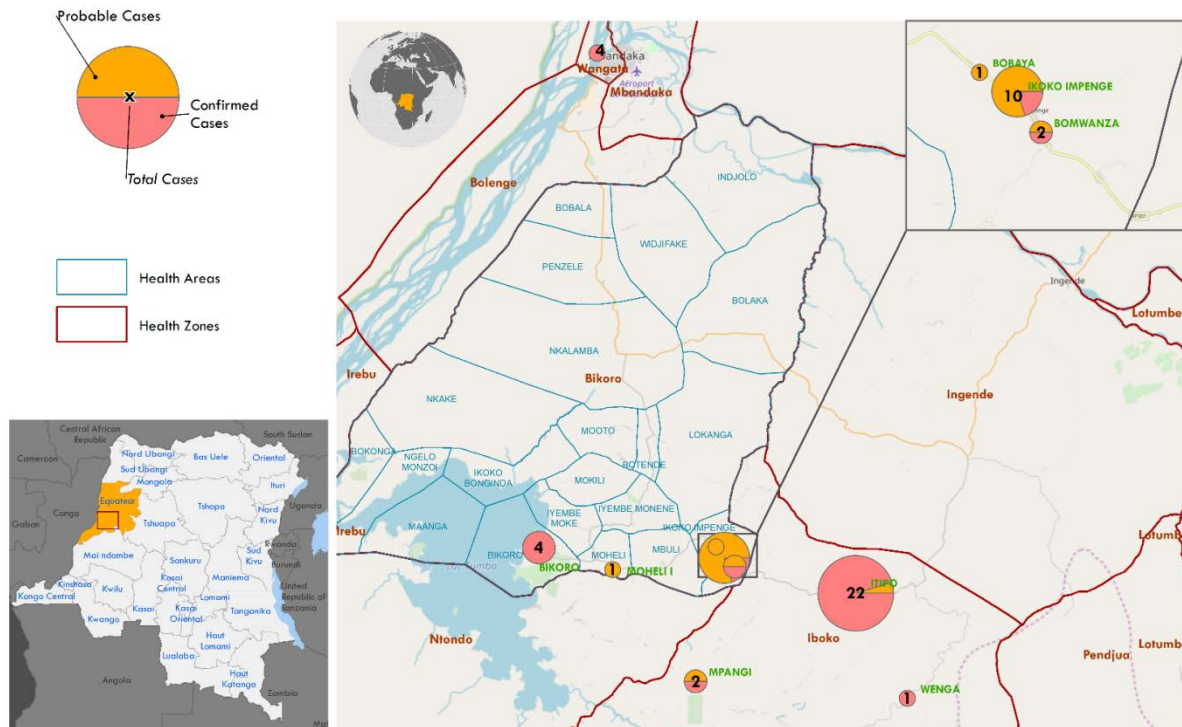 Probable Cases
x
Confirmed
Cases
Total Cases
Health Areas
Health Zones
Central African
Republic
South Sudan
Cameroon
Nord Ubangi
Bas Uele
Oriental
Sud Ubangi
Mongala
Ituri
Equateur
Congo
Gabon
Tshopo
Nord
Kivu
Uganda
Tshuapa
Rwanda
Burundi
Mai ndombe
Sankuru
Sud
Kivu
Maniema
Kinshasa
Kongo Central
Kwilu
Kasai
Central
Kasai
Lomami
Kasai
Oriental
Tanganika
United
Republic of
Tanzania
Kwango
Haut
Lomami
Lualaba
Haut
Katanga
Angola
Zambia
4
Wangata
Mbandaka
Aéroport
Bolenge
INDJOLO
BOBALA
WIDJIFAKE
PENZELE
BOLAKA
NKALAMBA
Bikoro
Irebu
NKAKE
MOOTO
LOKANGA
BOKONGA
NGELO
MONZOI
IKOKO
BONGINDA
BOTENDE
MOKILI
IYEMBE
MOKE
IYEMBE MONENE
IKOKO IMPENGE
MAANGA
BIKORO
4
BIKORO
MOHELI
MBULI
1
MOHELI I
Ntondo
22
ITIPO
Iboko
MPANGI
2
1
WENGA
Pendjua
Ingende
Ingende
Lotumbe
1
BOBAYA
10
IKOKO IMPENGE
2
BOMWANZA